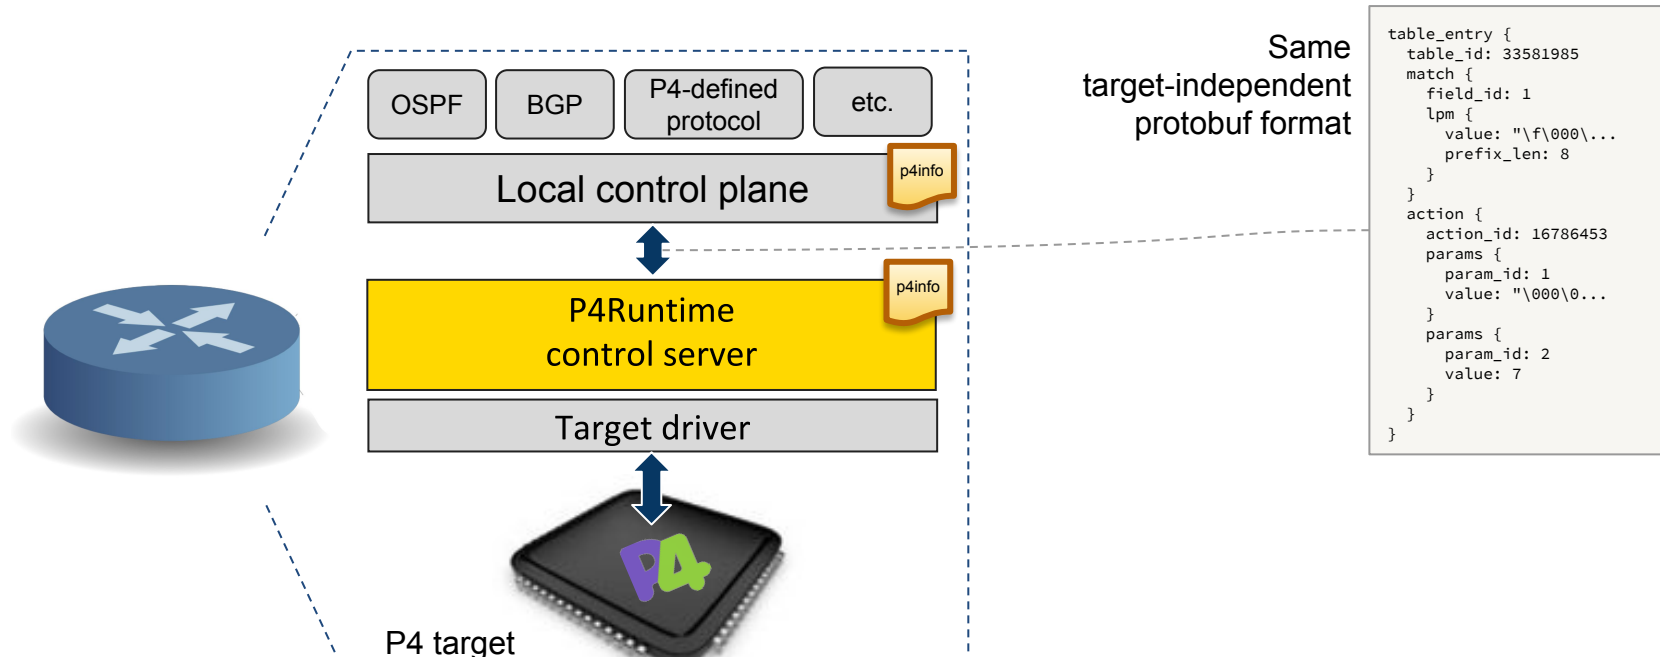 OSPF
BGP
P4-defined
protocol
etc.
Local control plane
p4info
P4Runtime
control server
p4info
Target driver
P4
P4 target
Same
target-independent
protobuf format
table_entry {
  table_id: 33581985
  match {
    field_id: 1
    lpm {
      value: "\f\000\...
      prefix_len: 8
    }
  }
  action {
    action_id: 16786453
    params {
      param_id: 1
      value: "\000\0...
    }
    params {
      param_id: 2
      value: 7
    }
  }
}